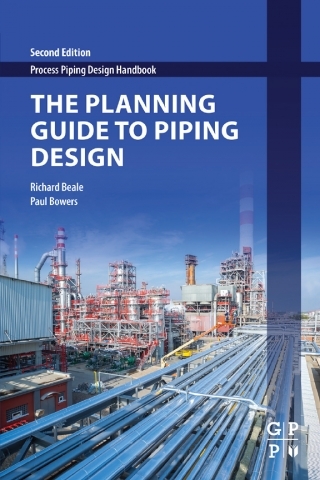 Second Edition
Process Piping Design Handbook
THE PLANNING
GUIDE TO PIPING
DESIGN
Richard Beale
Paul Bowers
G P
P